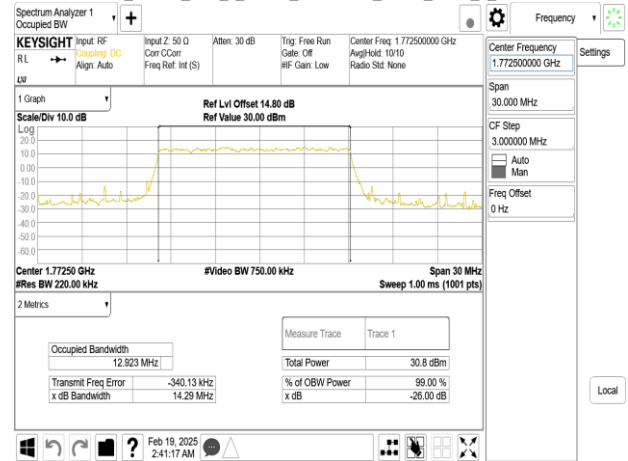 Spectrum Analyzer 1
Occupied BW
Frequency
KEYSIGHT
Input: RF
Coupling: DC
Align: Auto
Input Z: 50 Ω
Corr CCorr
Freq Ref: Int (S)
Atten: 30 dB
Trig: Free Run
Gate: Off
#IF Gain: Low
Center Freq: 1.772500000 GHz
Avg|Hold: 10/10
Radio Std: None
RL
LXI
Center Frequency
1.772500000 GHz
Settings
Span
30.000 MHz
CF Step
3.000000 MHz
Auto
Man
Freq Offset
0 Hz
Local
1 Graph
Scale/Div 10.0 dB
Ref Lvl Offset 14.80 dB
Ref Value 30.00 dBm
Log
20.0
10.0
0.00
-10.0
-20.0
-30.0
-40.0
-50.0
-60.0
Center 1.77250 GHz
#Res BW 220.00 kHz
#Video BW 750.00 kHz
Span 30 MHz
Sweep 1.00 ms (1001 pts)
2 Metrics
Measure Trace Trace 1
Occupied Bandwidth
12.923 MHz
Total Power 30.8 dBm
Transmit Freq Error -340.13 kHz
% of OBW Power 99.00 %
x dB Bandwidth 14.29 MHz
x dB -26.00 dB
Feb 19, 2025
2:41:17 AM